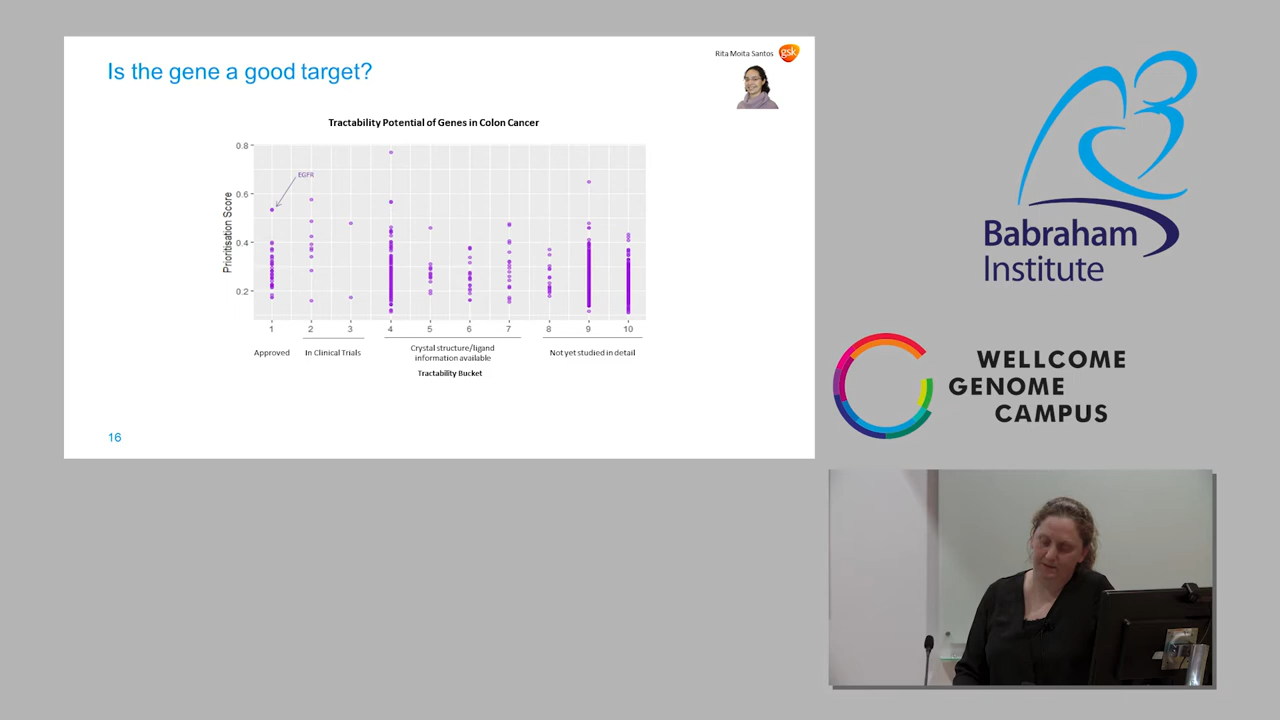 Is the gene a good target?
Rita Moita Santos
gsk
Tractability Potential of Genes in Colon Cancer
Prioritisation Score
0.8
0.6
0.4
0.2
EGFR
1 2 3 4 5 6 7 8 9 10
Approved
In Clinical Trials
Crystal structure/ligand
information available
Not yet studied in detail
Tractability Bucket
16
Babraham
Institute
WELLCOME
GENOME
CAMPUS